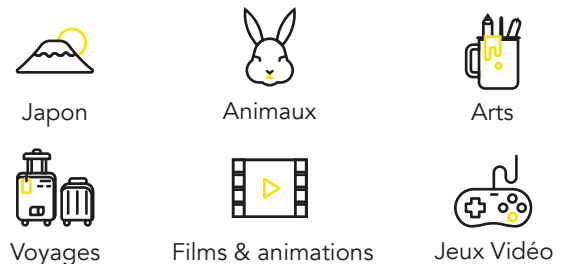 Japon
Animaux
Arts
Voyages
Films & animations
Jeux Vidéo